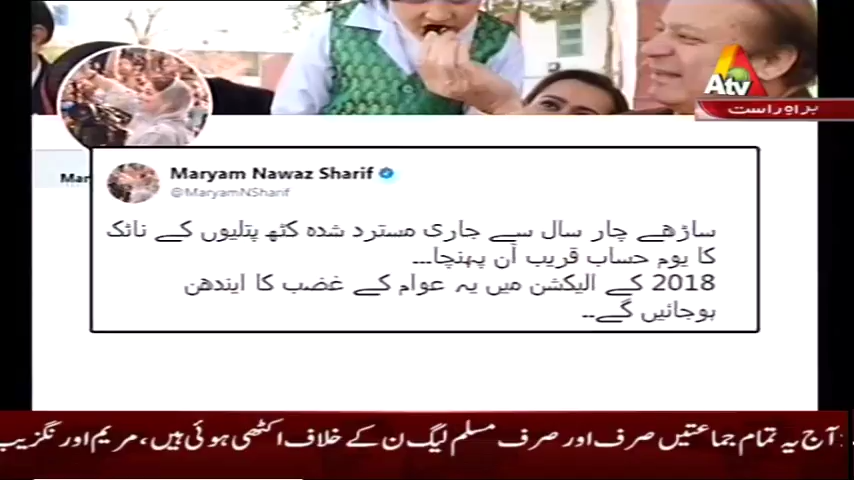 Atv
براہِ راست
Mar
Maryam Nawaz Sharif
@MaryamNSharif
ساڑھے چار سال سے جاری مسترد شدہ کٹھ پتلیوں کے ناٹک
کا یوم حساب قریب آن پہنچا...
2018 کے الیکشن میں یہ عوام کے غضب کا ایندھن
ہوجائیں گے..
آج یہ تمام جماعتیں صرف اور صرف مسلم لیگ ن کے خلاف اکٹھی ہوئی ہیں، مریم اورنگزیب